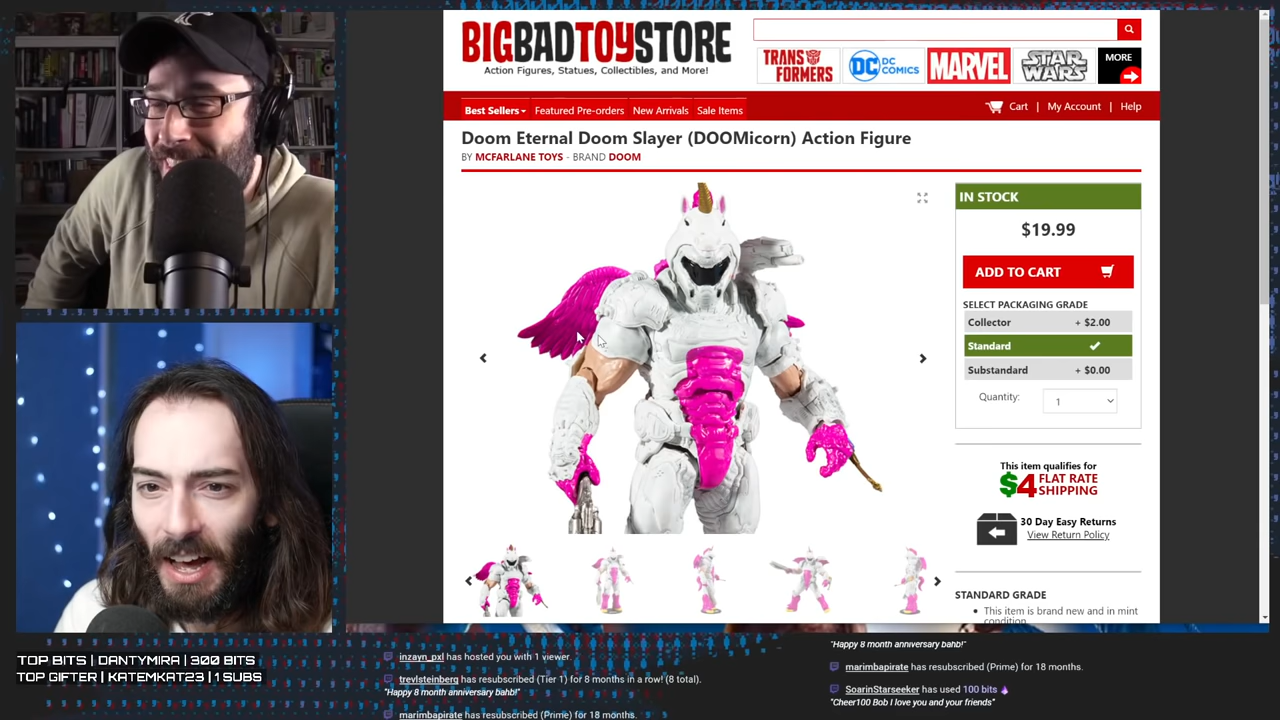 BIGBADTOYSTORE
Action Figures, Statues, Collectibles, and More!
TRANSFORMERS
DC COMICS
MARVEL
STAR WARS
MORE
Best Sellers
Featured Pre-orders
New Arrivals
Sale Items
Cart | My Account | Help
Doom Eternal Doom Slayer (DOOMicorn) Action Figure
BY MCFARLANE TOYS - BRAND DOOM
IN STOCK
$19.99
ADD TO CART
SELECT PACKAGING GRADE
Collector + $2.00
Standard
Substandard + $0.00
Quantity: 1
This item qualifies for
$4 FLAT RATE
SHIPPING
30 Day Easy Returns
View Return Policy
STANDARD GRADE
This item is brand new and in mint
condition
TOP BITS | DANTYMIRA | 300 BITS
TOP GIFTER | KATEMKAT23 | 1 SUBS
inzayn_pxl has hosted you with 1 viewer
trevlsteinberg has resubscribed (Tier 1) for 8 months in a row! (8 total).
"Happy 8 month anniversary bahb!"
marimbapirate has resubscribed (Prime) for 18 months.
"Happy 8 month anniversary bahb!"
marimbapirate has resubscribed (Prime) for 18 months.
SoarinStarseeker has used 100 bits
"Cheer100 Bob I love you and your friends"